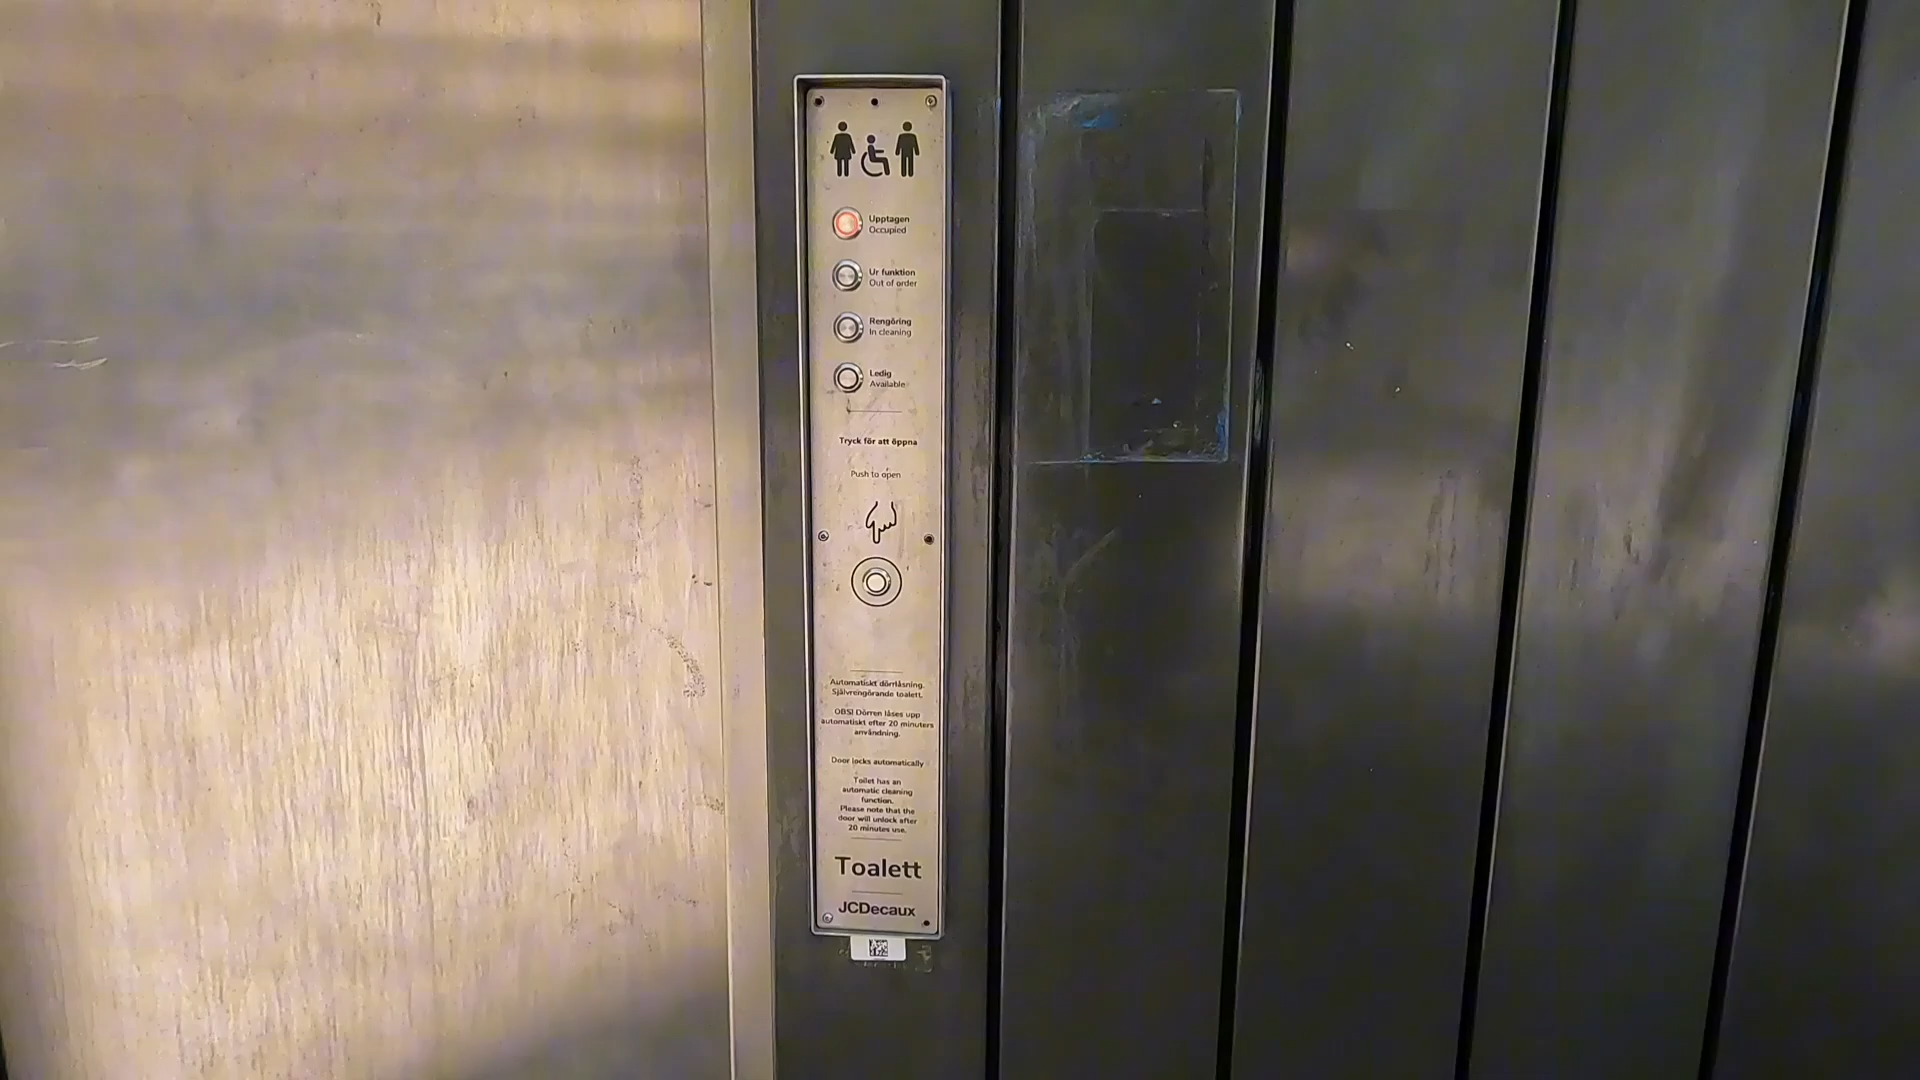 Upptagen
Occupied
Ur funktion
Out of order
Rengöring
In cleaning
Ledig
Available
Tryck för att öppna
Push to open
Automatiskt dörrlåsning.
Självrengörande toalett.
OBS! Dörren låses upp
automatiskt efter 20 minuters
användning.
Door locks automatically
Toilet has an
automatic cleaning
function.
Please note that the
door will unlock after
20 minutes use.
Toalett
JCDecaux